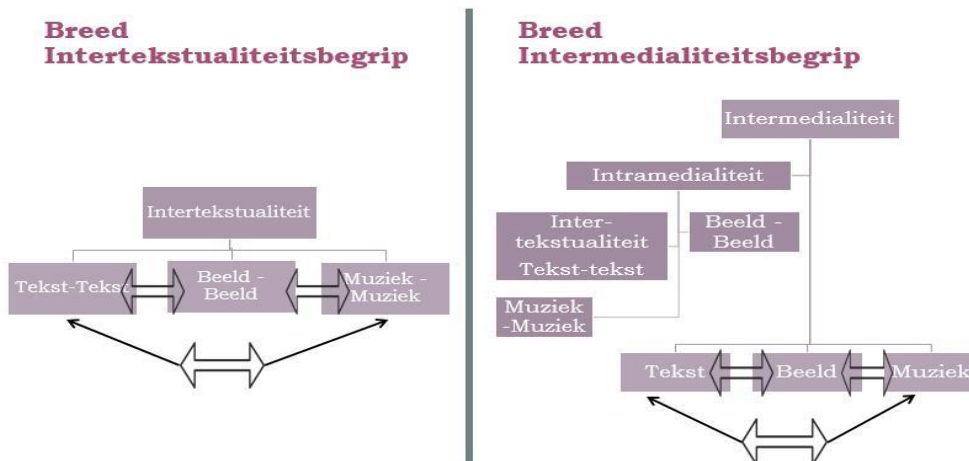 Breed
Intertekstualiteitsbegrip
Intertekstualiteit
Tekst-Tekst
Beeld -
Beeld
Muziek -
Muziek
Breed
Intermedialiteitsbegrip
Intermedialiteit
Intramedialiteit
Inter-
tekstualiteit
Tekst-tekst
Beeld -
Beeld
Muziek
-Muziek
Tekst
Beeld
Muziek